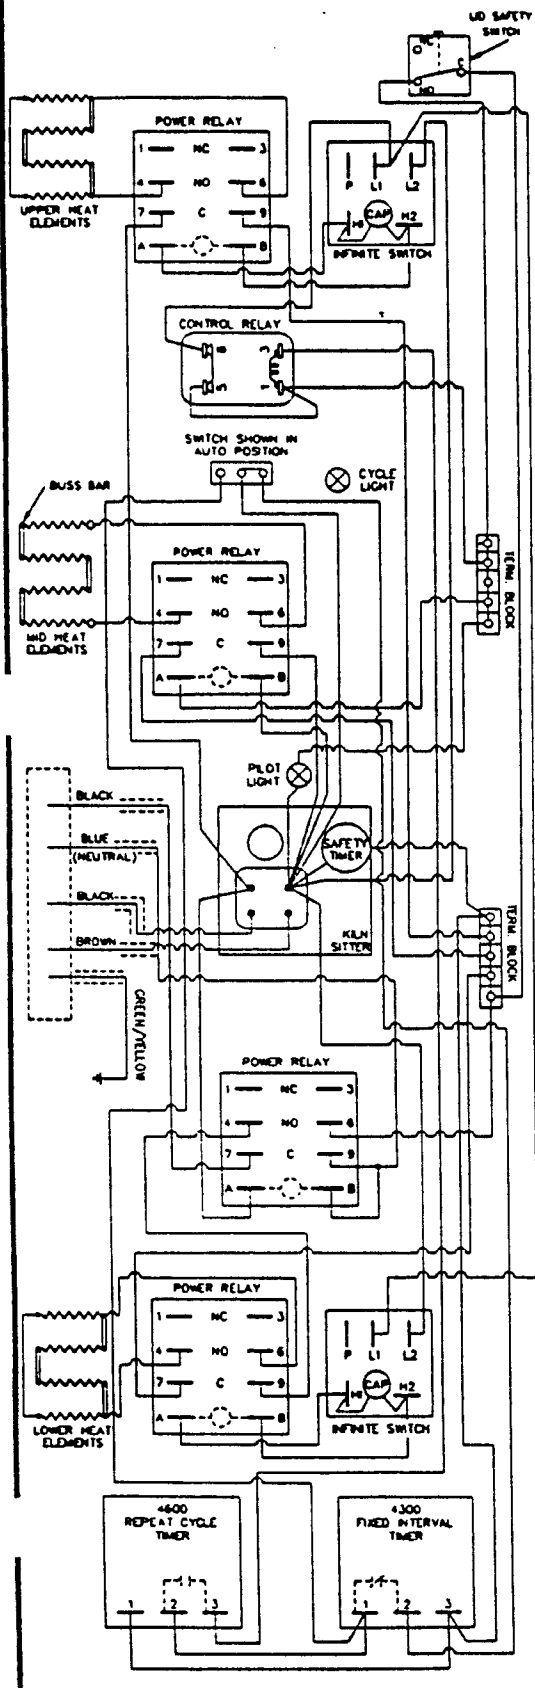 LID SAFETY
SWITCH
NC
C
NO
POWER RELAY
1 NC 3
4 NO 6
7 C 9
A B
UPPER HEAT
ELEMENTS
P L1 L2
CAP
H1 H2
INFINITE SWITCH
CONTROL RELAY
3
5 1
SWITCH SHOWN IN
AUTO POSITION
CYCLE
LIGHT
BUSS BAR
POWER RELAY
1 NC 3
4 NO 6
7 C 9
A B
MID HEAT
ELEMENTS
TERM. BLOCK
PILOT
LIGHT
BLACK
BLUE
(NEUTRAL)
BLACK
BROWN
GREEN/YELLOW
SAFETY
TIMER
KILN
SITTER
TERM. BLOCK
POWER RELAY
1 NC 3
4 NO 6
7 C 9
A B
POWER RELAY
1 NC 3
4 NO 6
7 C 9
A B
LOWER HEAT
ELEMENTS
P L1 L2
CAP
H1 H2
INFINITE SWITCH
4600
REPEAT CYCLE
TIMER
1 2 3
4300
FIXED INTERVAL
TIMER
1 2 3